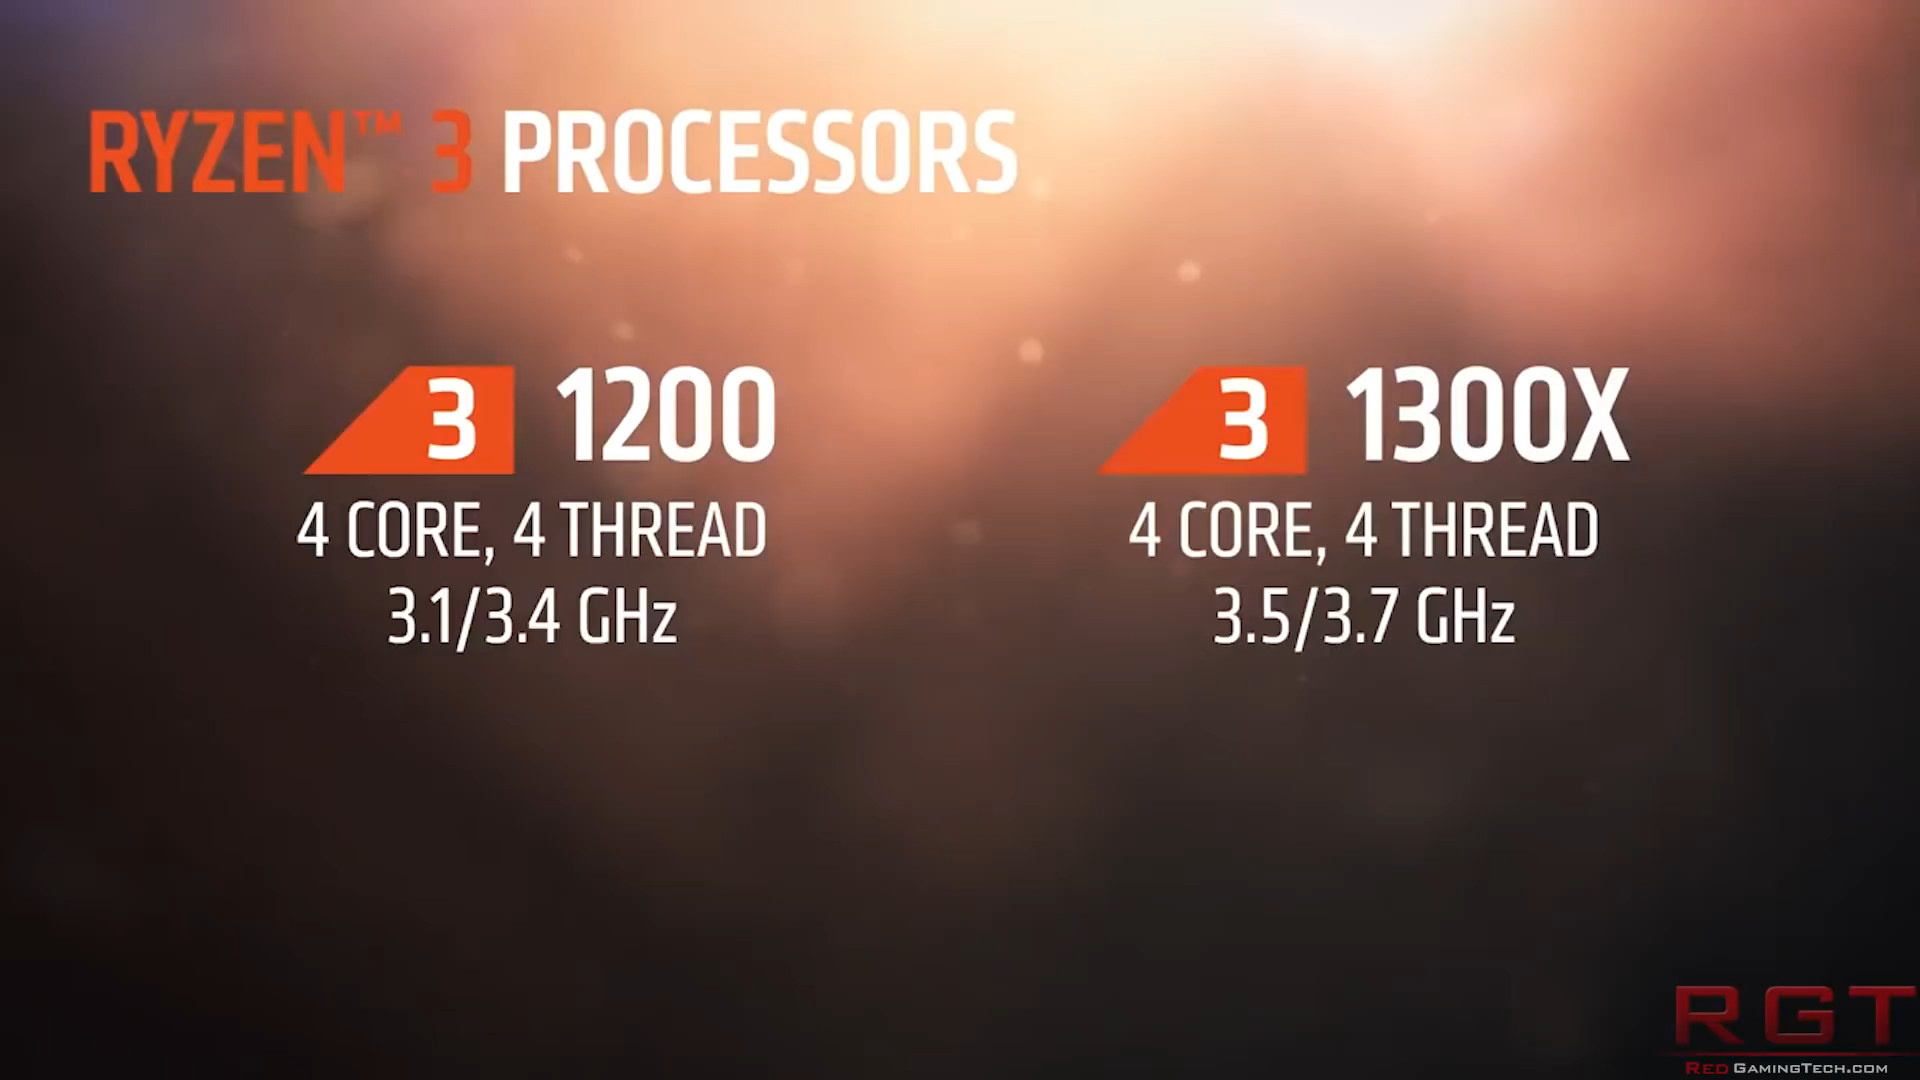 RYZEN™ 3 PROCESSORS
3 1200
4 CORE, 4 THREAD
3.1/3.4 GHz
3 1300X
4 CORE, 4 THREAD
3.5/3.7 GHz
RGT
RED GAMINGTECH.COM